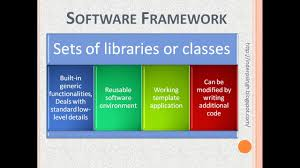 SOFTWARE FRAMEWORK
Sets of libraries or classes
Built-in
generic
functionalities,
Deals with
standard low-
level details
Reusable
software
environment
Working
template
application
Can be
modified by
writing
additional
code